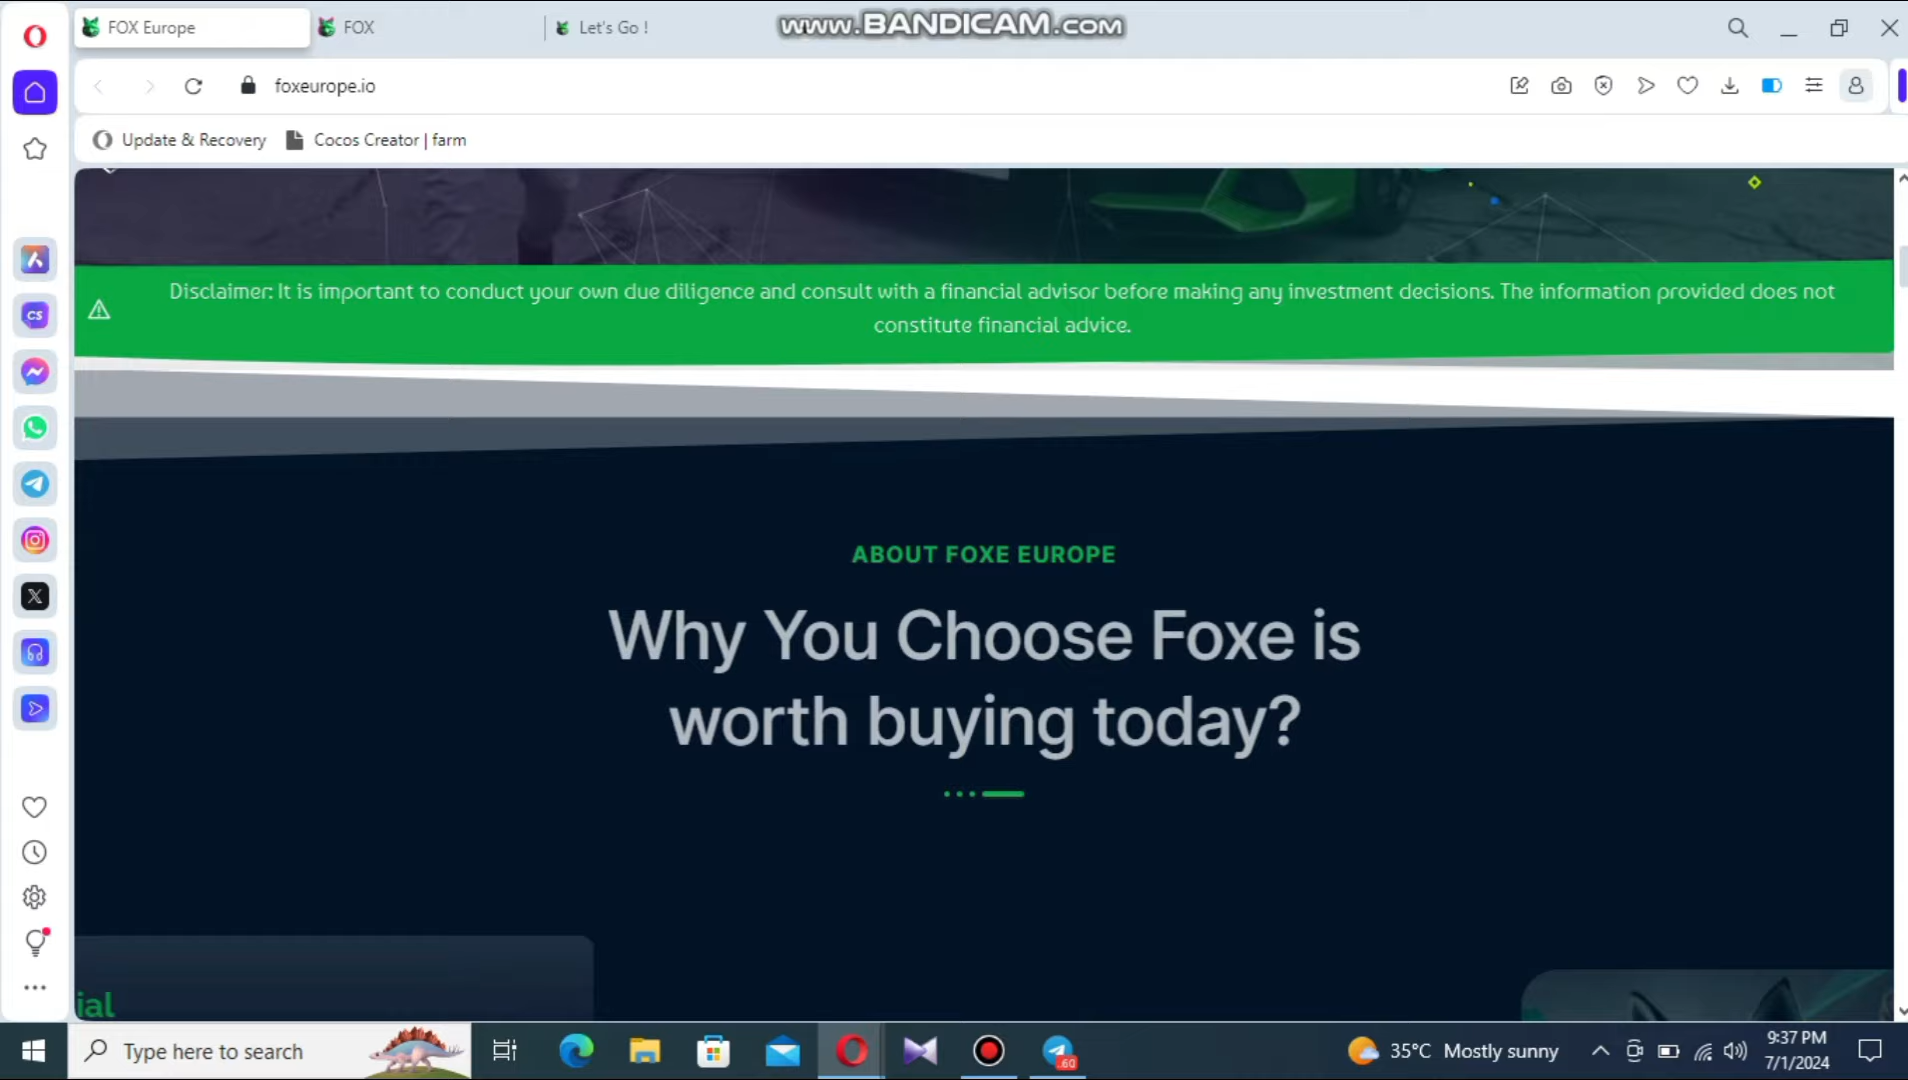 www.BANDICAM.com
FOX Europe
FOX
Let's Go !
foxeurope.io
Update & Recovery
Cocos Creator | farm
CS
Disclaimer: It is important to conduct your own due diligence and consult with a financial advisor before making any investment decisions. The information provided does not
constitute financial advice.
ABOUT FOXE EUROPE
Why You Choose Foxe is
worth buying today?
ial
Type here to search
60
35°C Mostly sunny
9:37 PM
7/1/2024